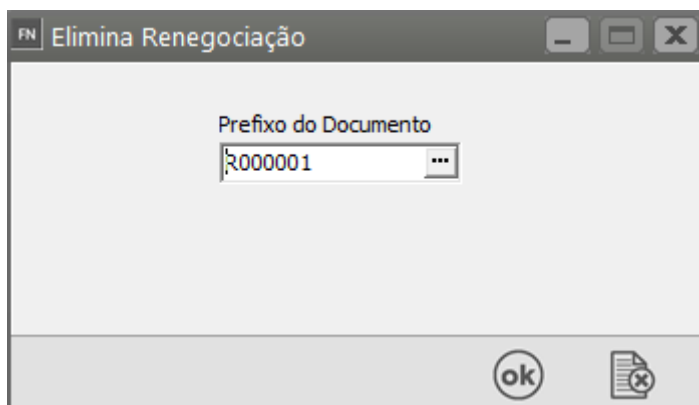 FN Elimina Renegociação
Prefixo do Documento
R000001
ok